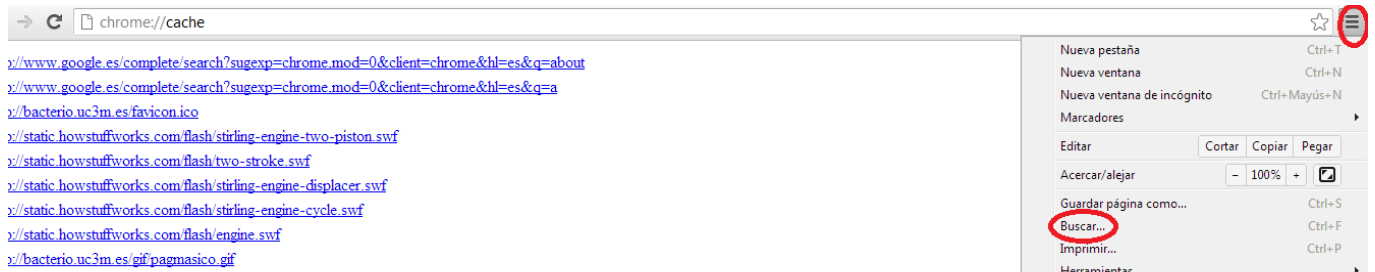 chrome://cache
p://www.google.es/complete/search?sugexp=chrome,mod=0&client=chrome&hl=es&q=about
p://www.google.es/complete/search?sugexp=chrome,mod=0&client=chrome&hl=es&q=a
p://bacterio.uc3m.es/favicon.ico
p://static.howstuffworks.com/flash/stirling-engine-two-piston.swf
p://static.howstuffworks.com/flash/two-stroke.swf
p://static.howstuffworks.com/flash/stirling-engine-displacer.swf
p://static.howstuffworks.com/flash/stirling-engine-cycle.swf
p://static.howstuffworks.com/flash/engine.swf
p://bacterio.uc3m.es/gif/pagmasico.gif
Nueva pestaña Ctrl+T
Nueva ventana Ctrl+N
Nueva ventana de incógnito Ctrl+Mayús+N
Marcadores
Editar Cortar Copiar Pegar
Acercar/alejar - 100% +
Guardar página como... Ctrl+S
Buscar... Ctrl+F
Imprimir... Ctrl+P
Herramientas